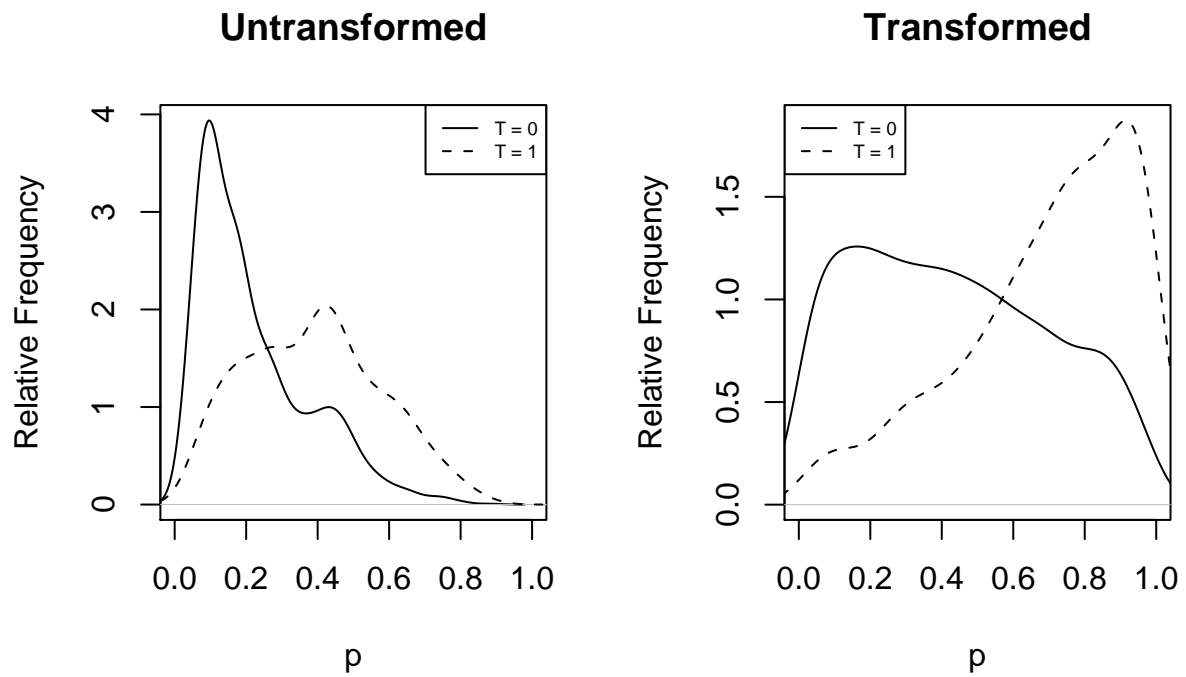 Untransformed
Relative Frequency
4
3
2
1
0
T = 0
T = 1
0.0 0.2 0.4 0.6 0.8 1.0
p
Transformed
Relative Frequency
1.5
1.0
0.5
0.0
T = 0
T = 1
0.0 0.2 0.4 0.6 0.8 1.0
p